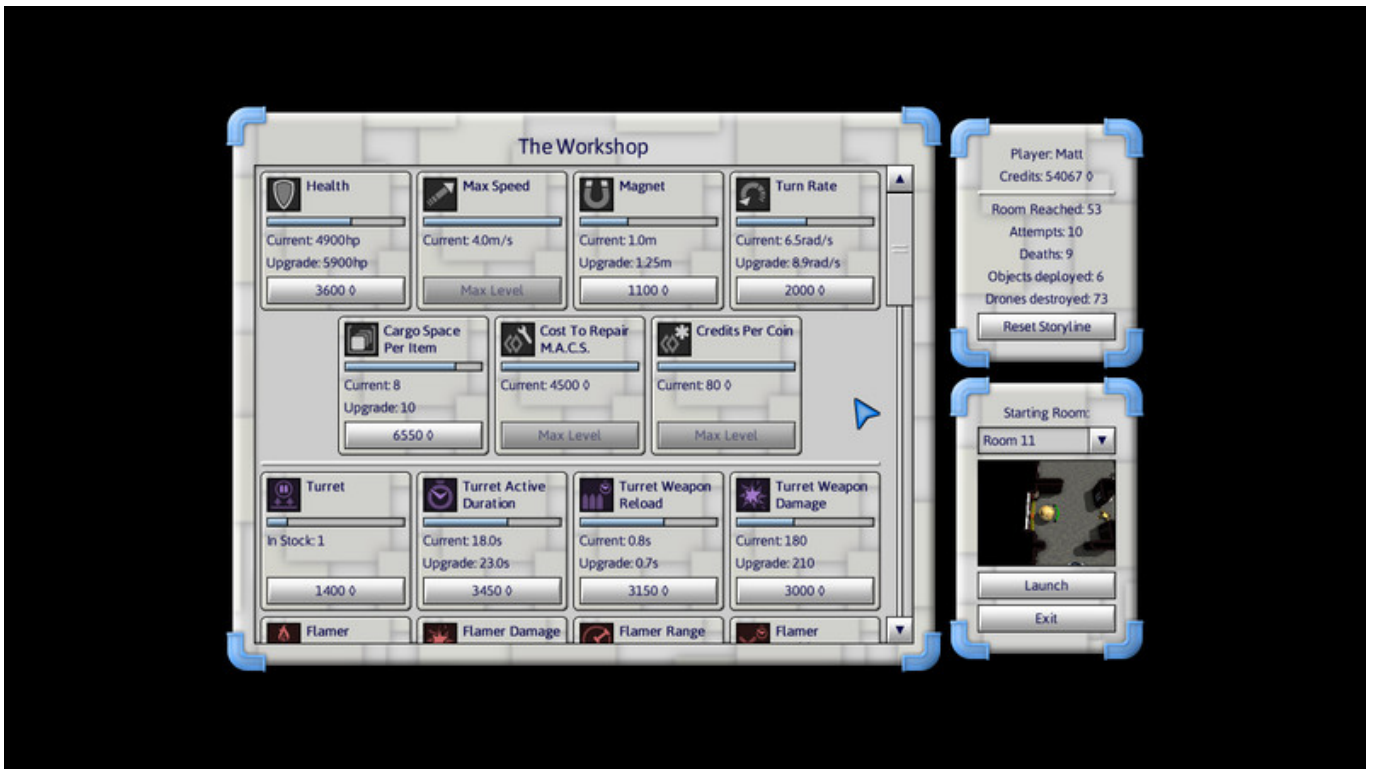 The Workshop
Health
Current: 4900hp
Upgrade: 5900hp
3600 ◊
Max Speed
Current: 4.0m/s
Max Level
Magnet
Current: 1.0m
Upgrade: 1.25m
1100 ◊
Turn Rate
Current: 6.5rad/s
Upgrade: 8.9rad/s
2000 ◊
Cargo Space
Per Item
Current: 8
Upgrade: 10
6550 ◊
Cost To Repair
M.A.C.S.
Current: 4500 ◊
Max Level
Credits Per Coin
Current: 80 ◊
Max Level
Turret
In Stock: 1
1400 ◊
Turret Active
Duration
Current: 18.0s
Upgrade: 23.0s
3450 ◊
Turret Weapon
Reload
Current: 0.8s
Upgrade: 0.7s
3150 ◊
Turret Weapon
Damage
Current: 180
Upgrade: 210
3000 ◊
Flamer
Flamer Damage
Flamer Range
Flamer
Player: Matt
Credits: 54067 ◊
Room Reached: 53
Attempts: 10
Deaths: 9
Objects deployed: 6
Drones destroyed: 73
Reset Storyline
Starting Room:
Room 11
Launch
Exit